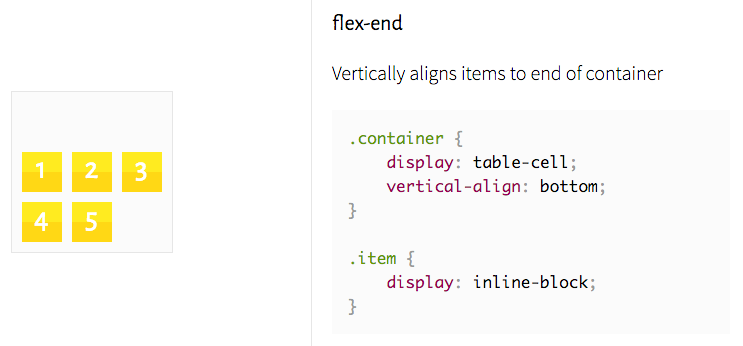 1 2 3
4 5
flex-end
Vertically aligns items to end of container
.container {
    display: table-cell;
    vertical-align: bottom;
}

.item {
    display: inline-block;
}